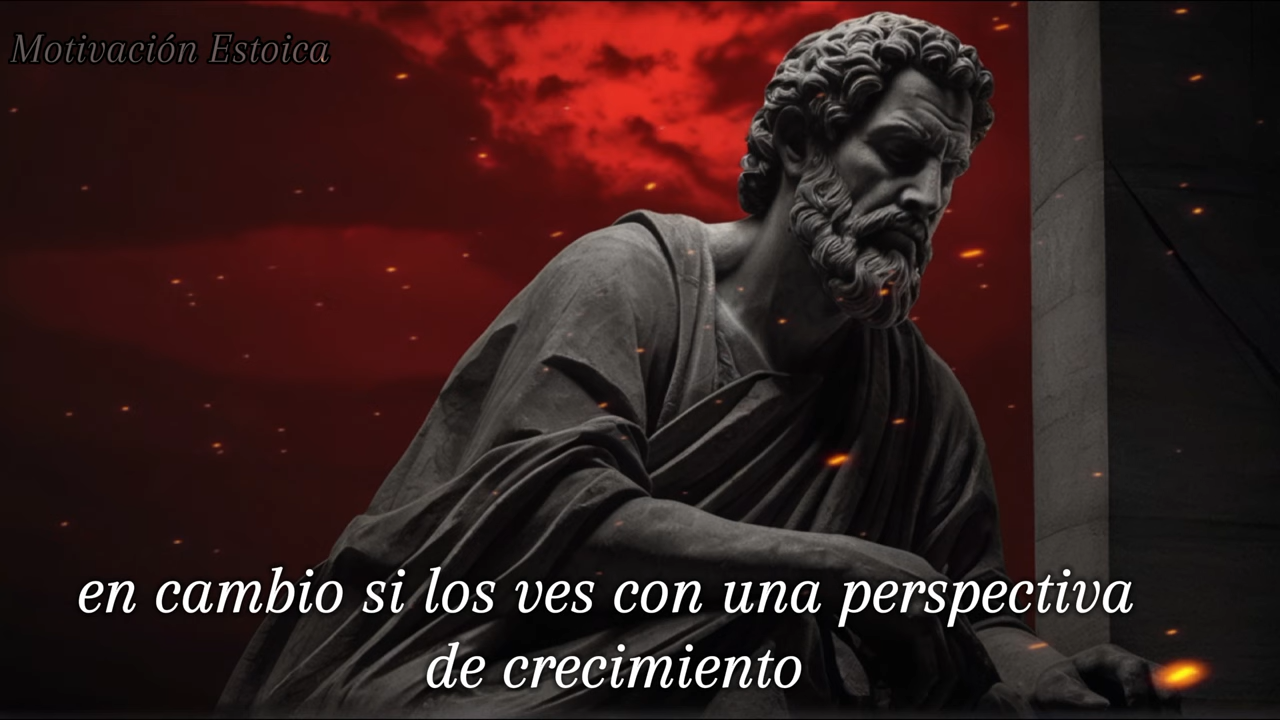 Motivación Estoica
en cambio si los ves con una perspectiva
de crecimiento